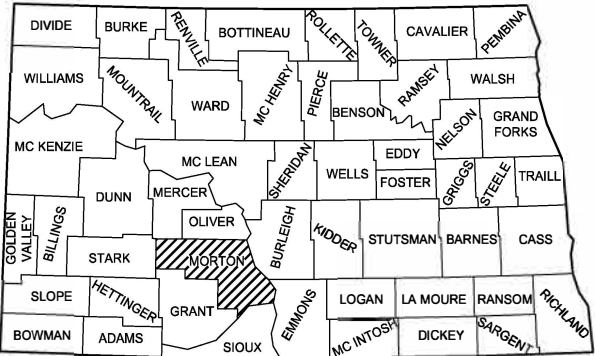 DIVIDE
BURKE
RENVILLE
BOTTINEAU
ROLLETTE
TOWNER
CAVALIER
PEMBINA
WILLIAMS
MOUNTRAIL
WARD
MC HENRY
PIERCE
BENSON
RAMSEY
WALSH
NELSON
GRAND
FORKS
MC KENZIE
MC LEAN
SHERIDAN
WELLS
EDDY
FOSTER
GRIGGS
STEELE
TRAILL
DUNN
MERCER
OLIVER
GOLDEN
VALLEY
BILLINGS
STARK
MORTON
BURLEIGH
KIDDER
STUTSMAN
BARNES
CASS
SLOPE
HETTINGER
GRANT
EMMONS
LOGAN
LA MOURE
RANSOM
RICHLAND
BOWMAN
ADAMS
SIOUX
MC INTOSH
DICKEY
SARGENT